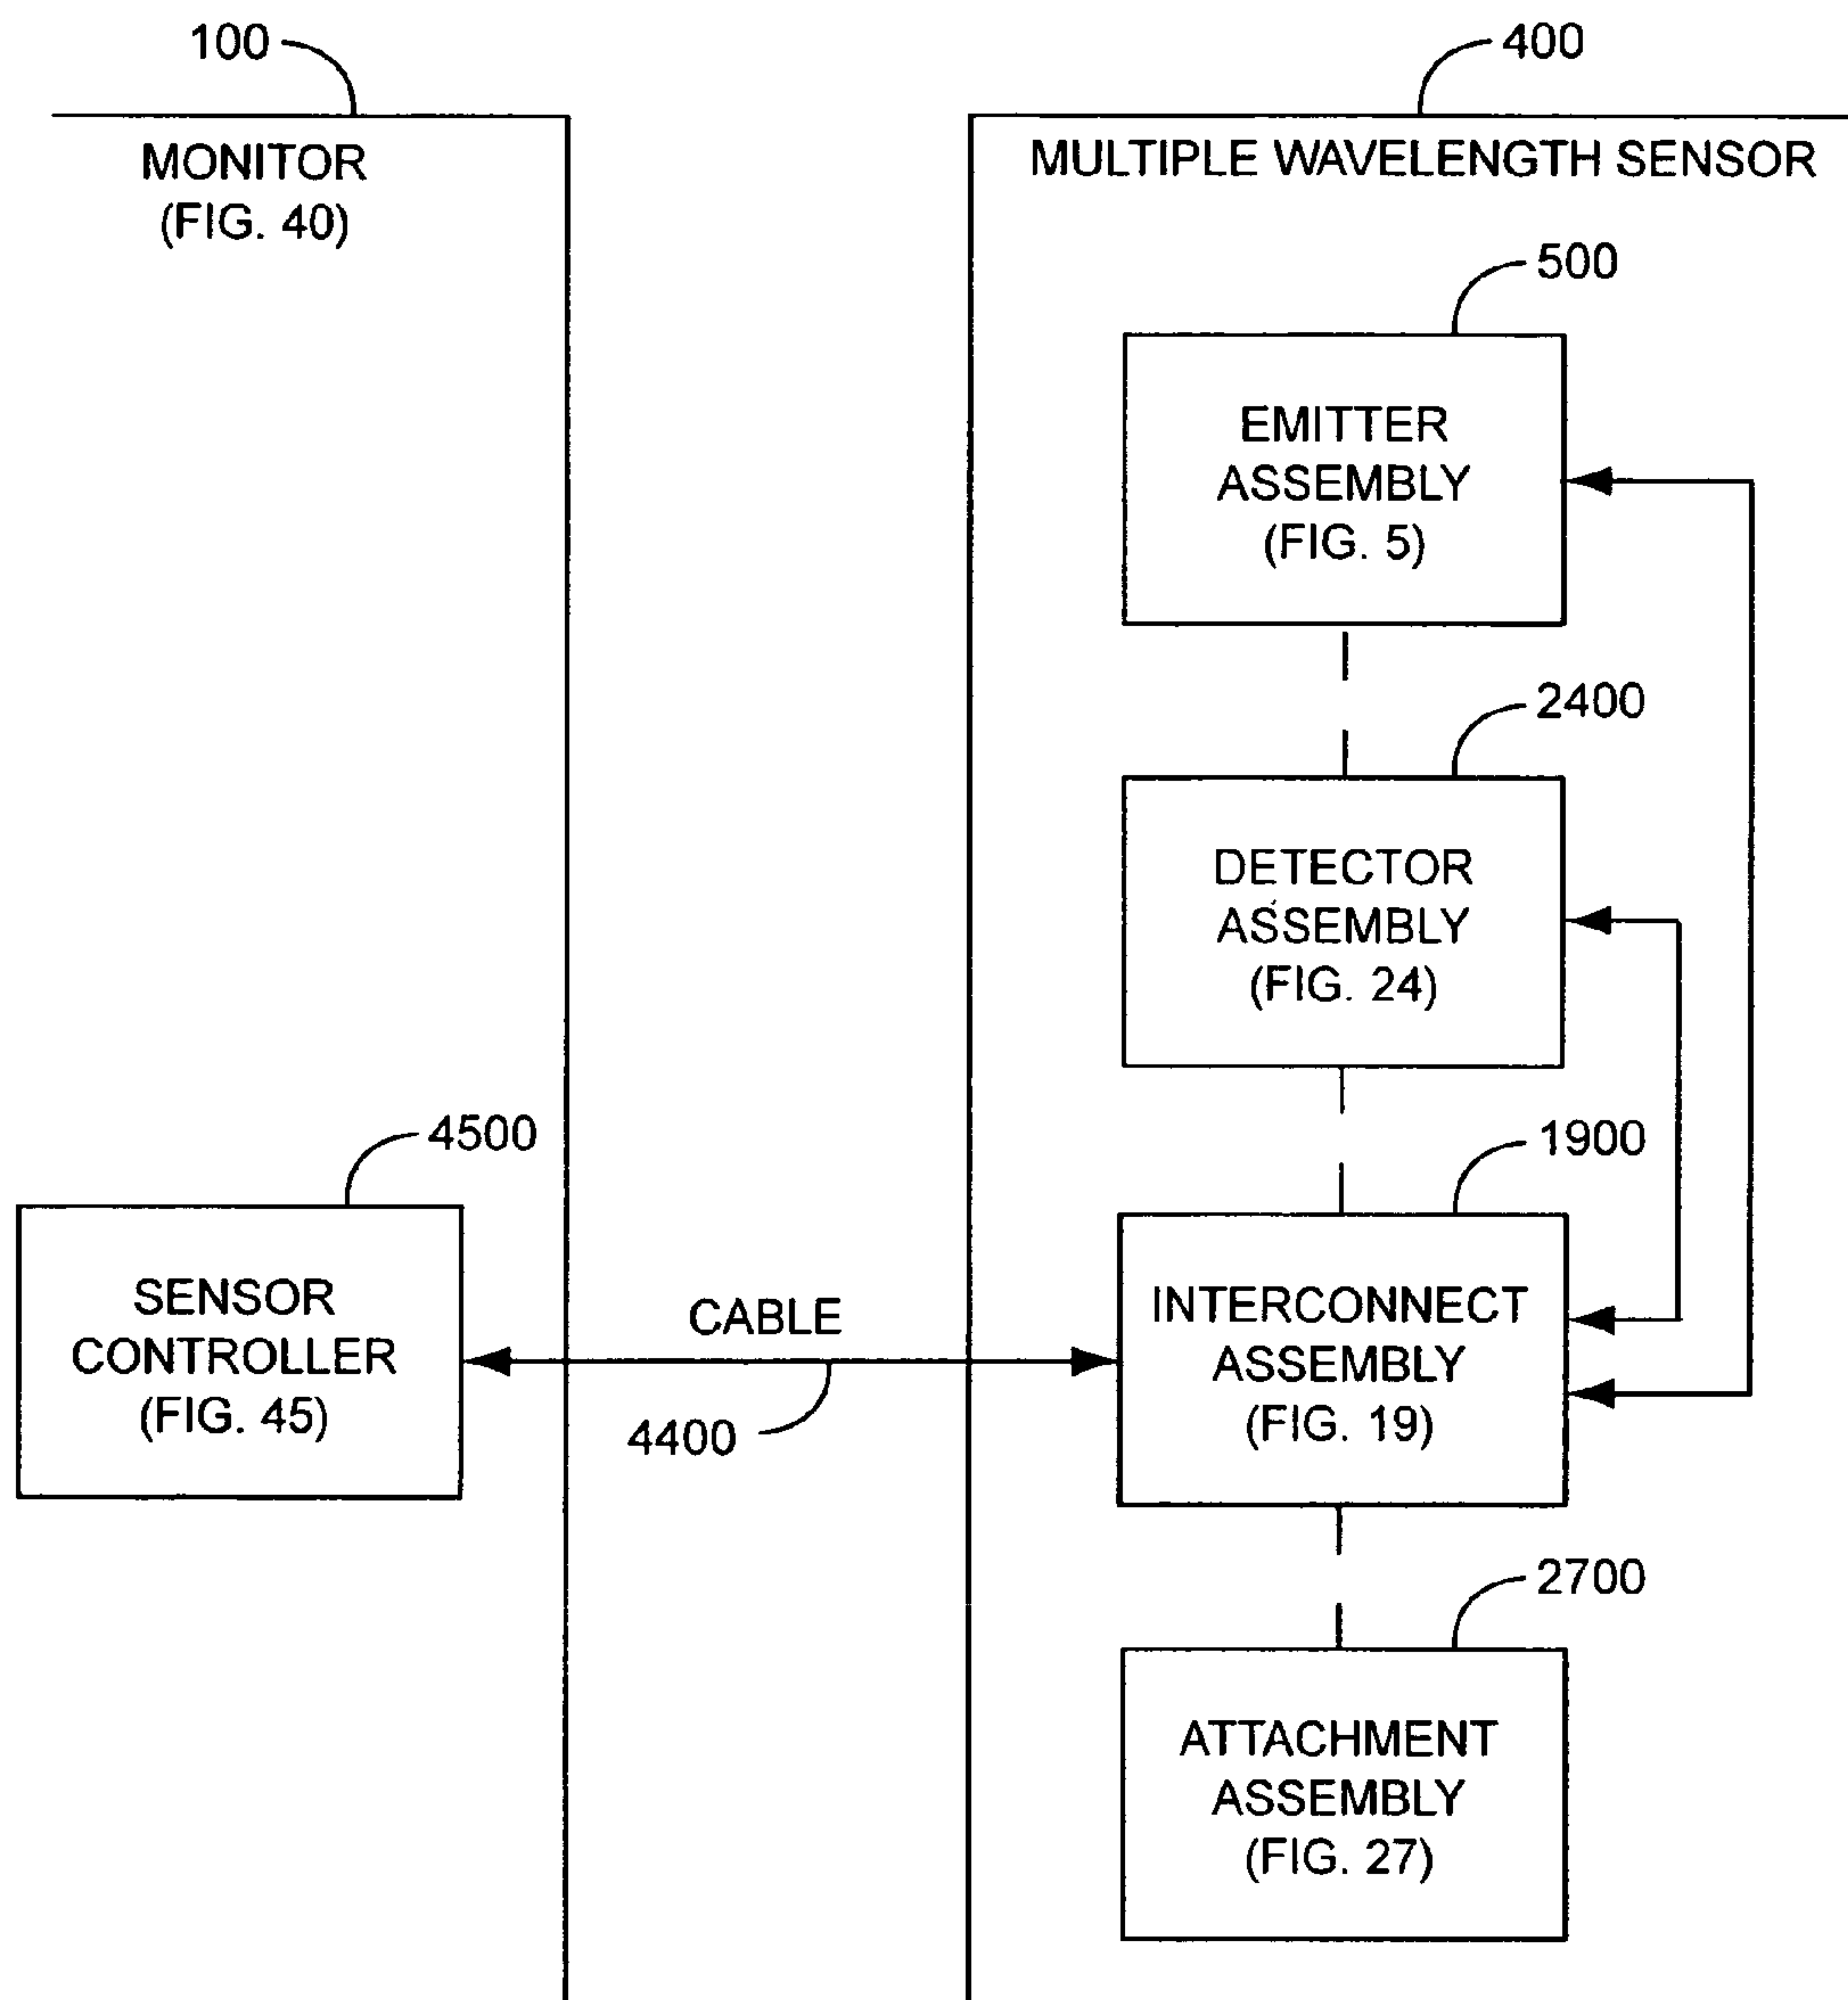 100
400
MONITOR
(FIG. 40)
MULTIPLE WAVELENGTH SENSOR
500
EMITTER
ASSEMBLY
(FIG. 5)
2400
DETECTOR
ASSEMBLY
(FIG. 24)
4500
1900
SENSOR
CONTROLLER
(FIG. 45)
CABLE
4400
INTERCONNECT
ASSEMBLY
(FIG. 19)
2700
ATTACHMENT
ASSEMBLY
(FIG. 27)